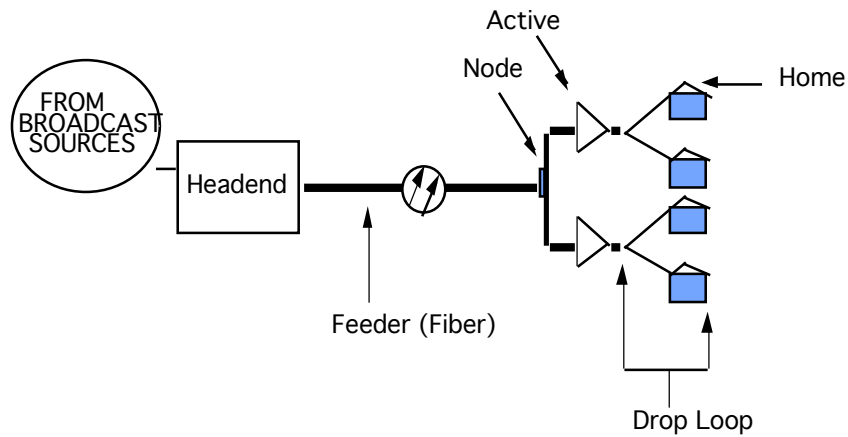 Active
Node
Home
FROM
BROADCAST
SOURCES
Headend
Feeder (Fiber)
Drop Loop